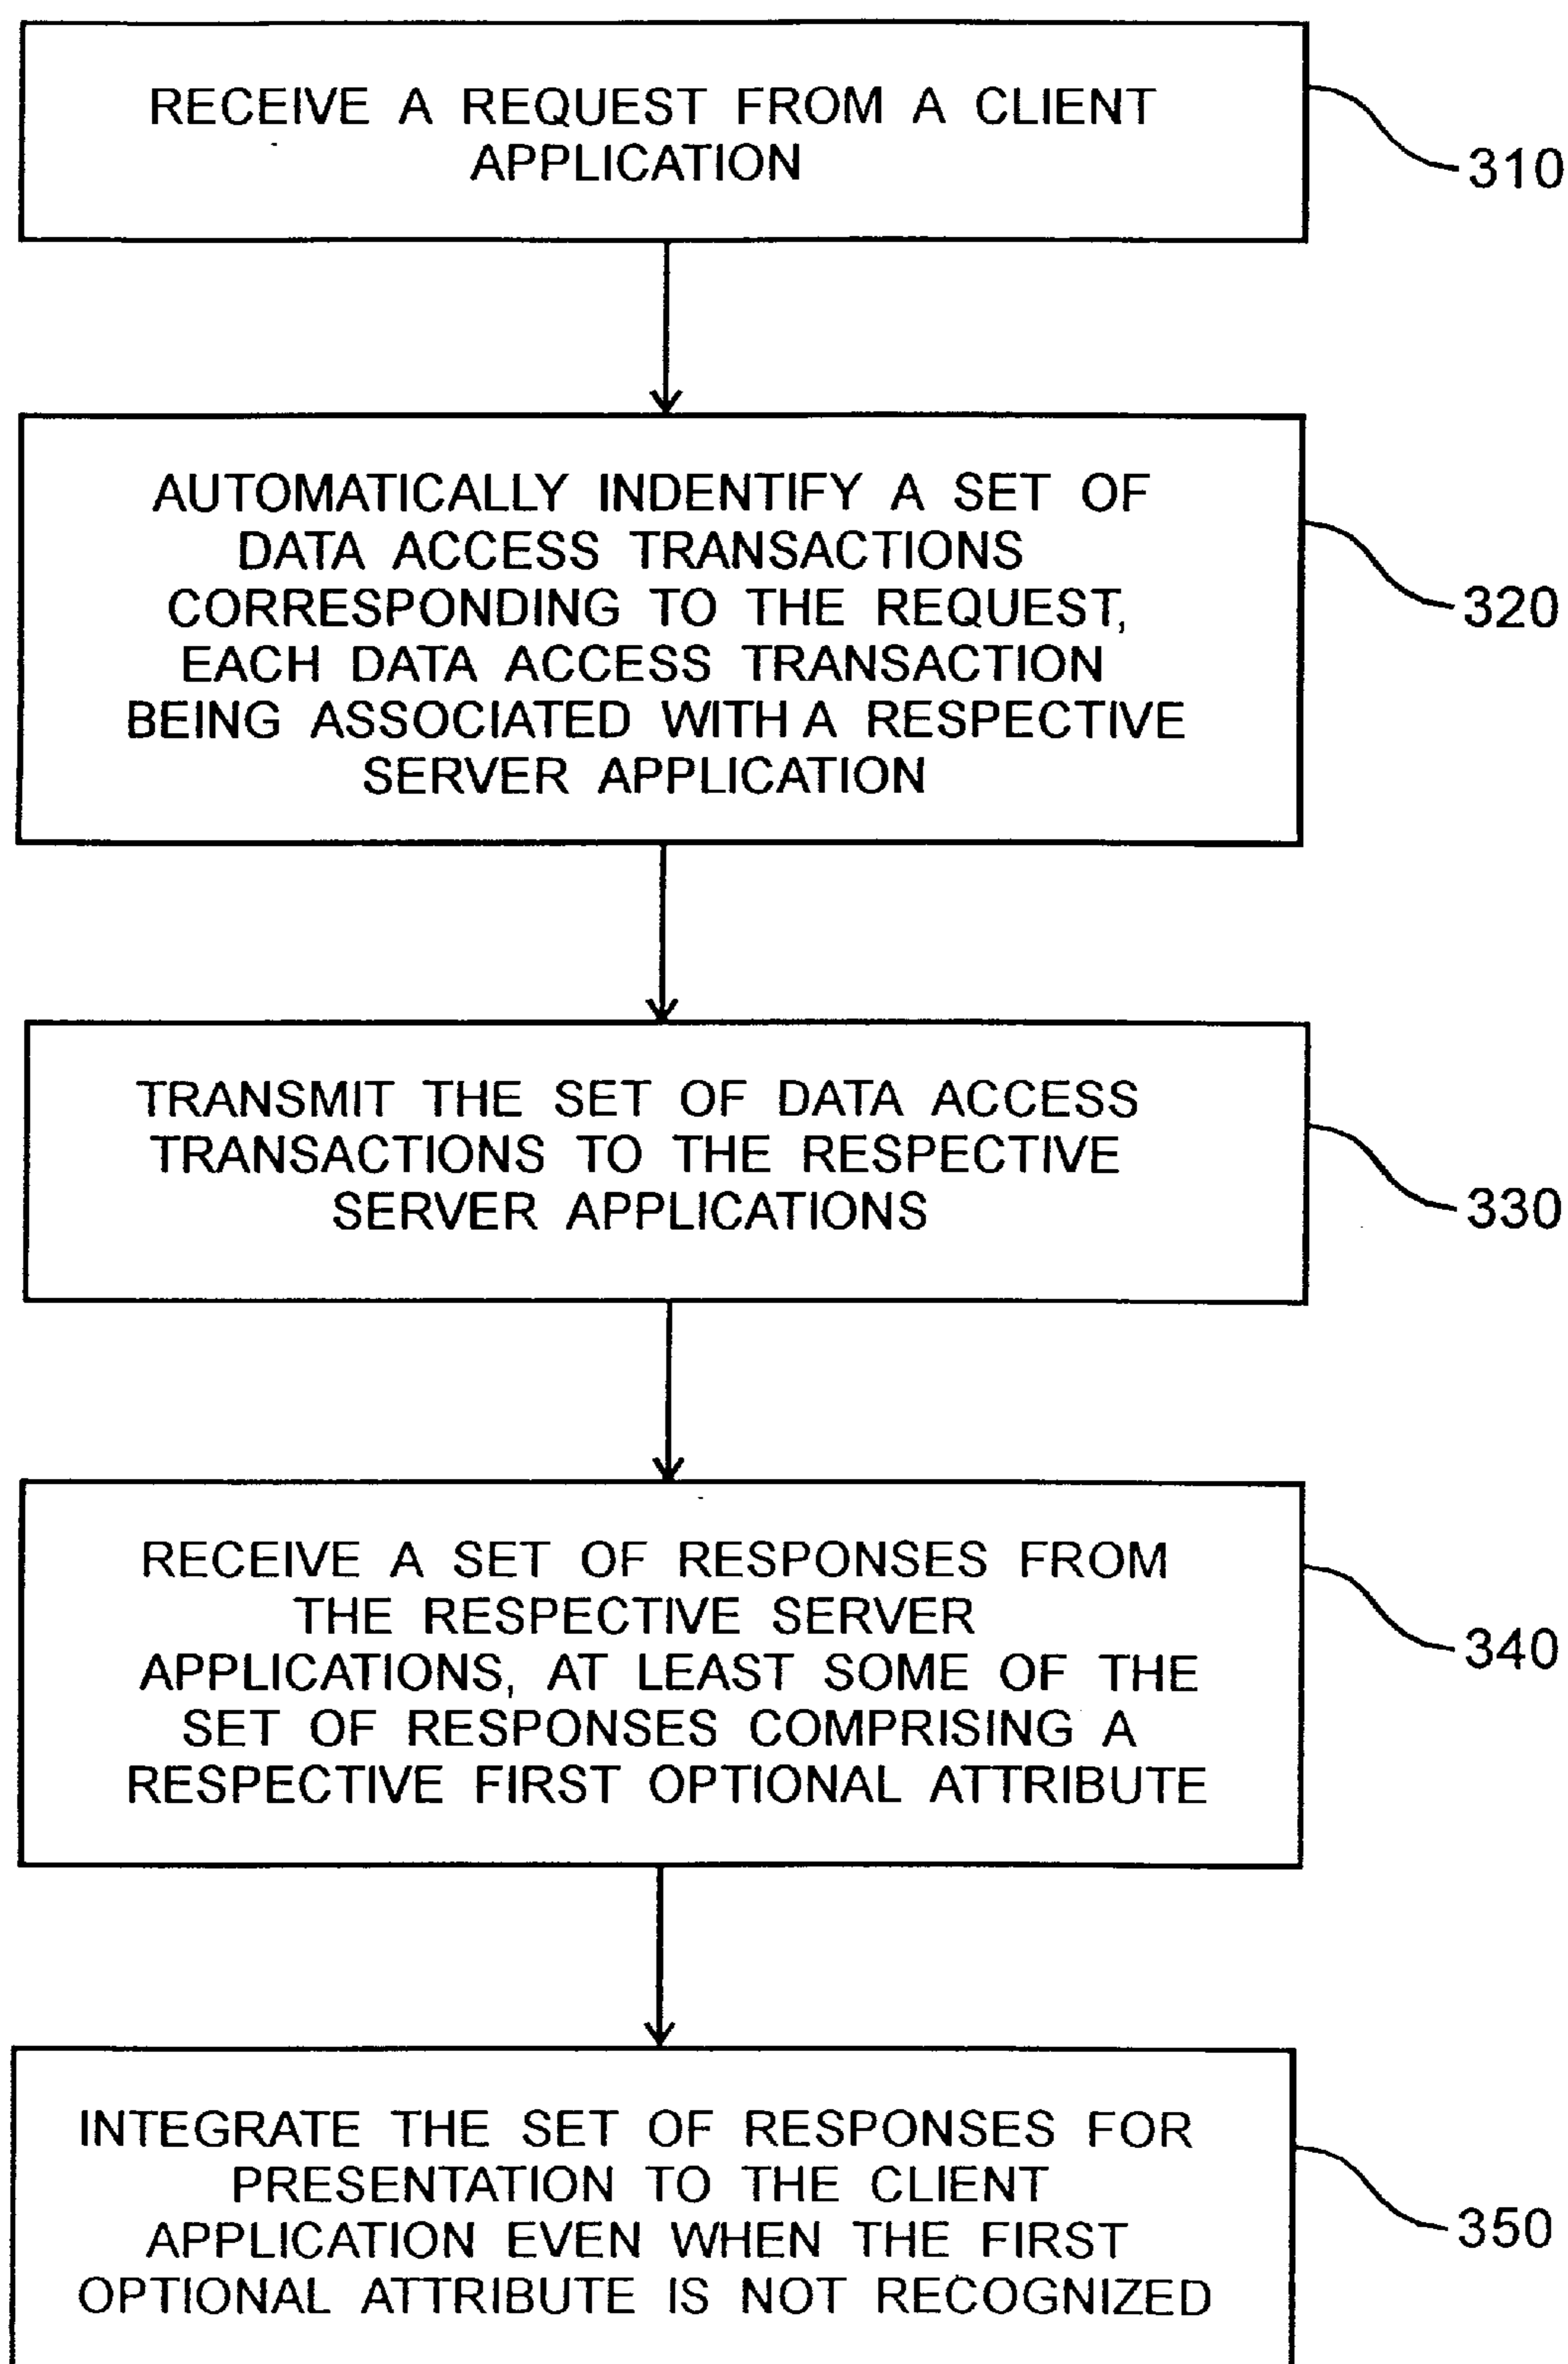 RECEIVE A REQUEST FROM A CLIENT
APPLICATION
310
AUTOMATICALLY INDENTIFY A SET OF
DATA ACCESS TRANSACTIONS
CORRESPONDING TO THE REQUEST,
EACH DATA ACCESS TRANSACTION
BEING ASSOCIATED WITH A RESPECTIVE
SERVER APPLICATION
320
TRANSMIT THE SET OF DATA ACCESS
TRANSACTIONS TO THE RESPECTIVE
SERVER APPLICATIONS
330
RECEIVE A SET OF RESPONSES FROM
THE RESPECTIVE SERVER
APPLICATIONS, AT LEAST SOME OF THE
SET OF RESPONSES COMPRISING A
RESPECTIVE FIRST OPTIONAL ATTRIBUTE
340
INTEGRATE THE SET OF RESPONSES FOR
PRESENTATION TO THE CLIENT
APPLICATION EVEN WHEN THE FIRST
OPTIONAL ATTRIBUTE IS NOT RECOGNIZED
350